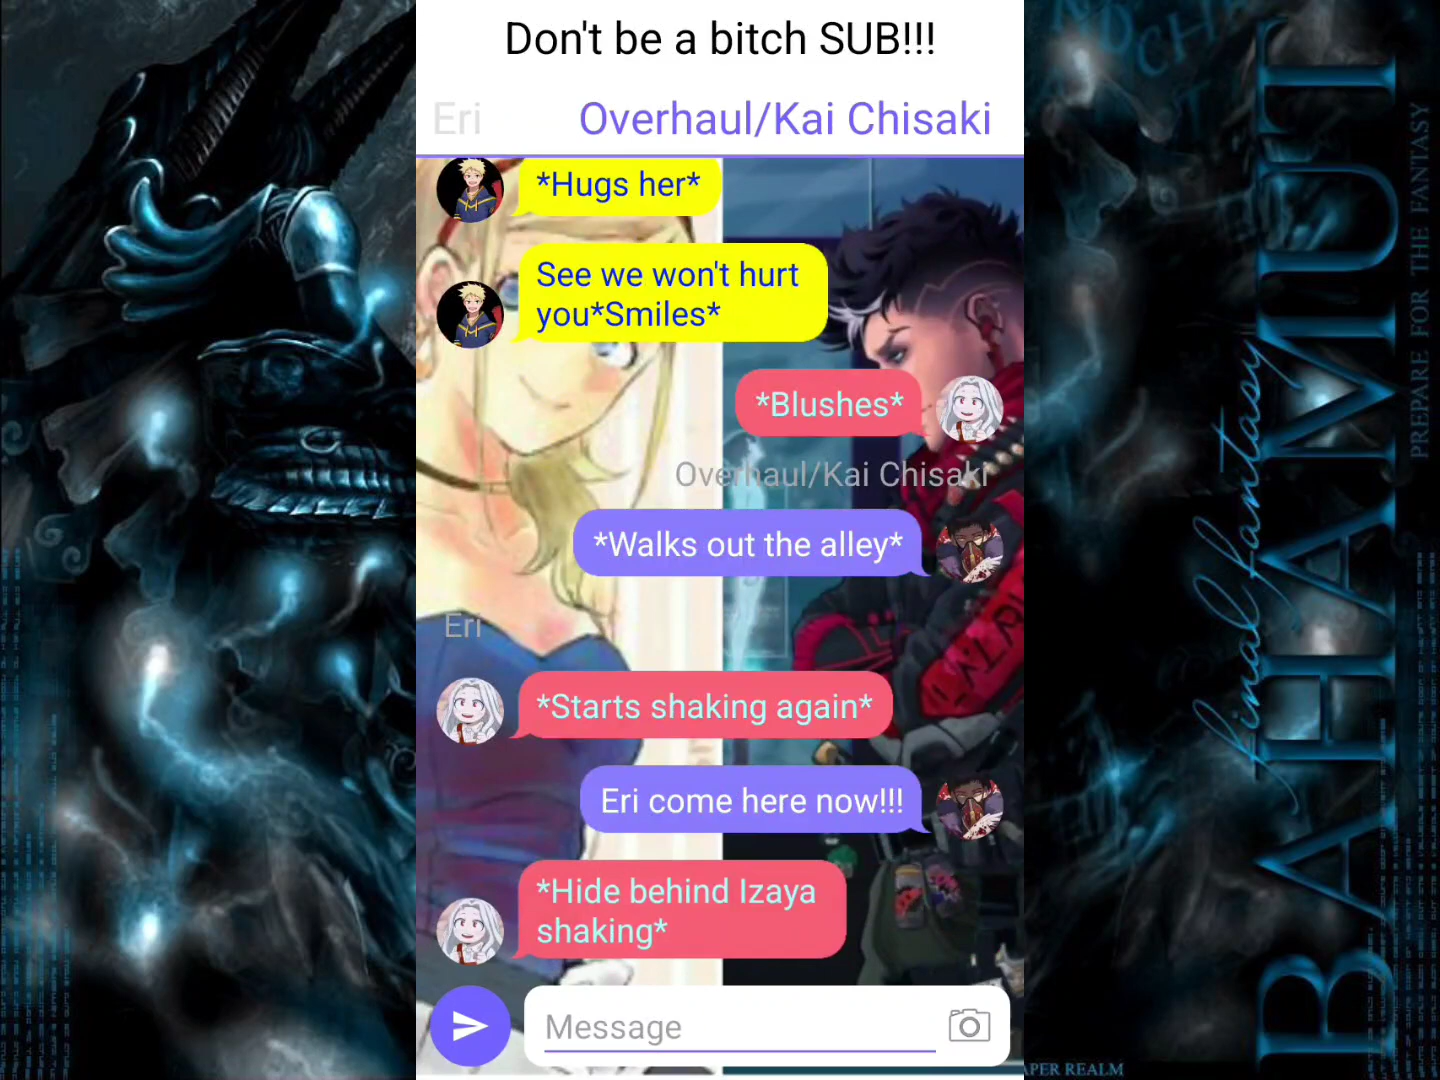 Don't be a bitch SUB!!!
Eri
Overhaul/Kai Chisaki
*Hugs her*
See we won't hurt
you*Smiles*
*Blushes*
Overhaul/Kai Chisaki
*Walks out the alley*
Eri
*Starts shaking again*
Eri come here now!!!
*Hide behind Izaya
shaking*
Message
final fantasy
BAHAMUT
PREPARE FOR THE FANTASY
APER REALM